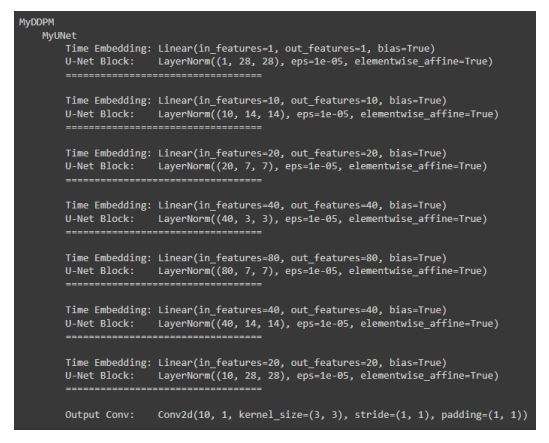 MyDDPM
MyUNet
Time Embedding: Linear(in_features=1, out_features=1, bias=True)
U-Net Block: LayerNorm((1, 28, 28), eps=1e-05, elementwise_affine=True)
==================================
Time Embedding: Linear(in_features=10, out_features=10, bias=True)
U-Net Block: LayerNorm((10, 14, 14), eps=1e-05, elementwise_affine=True)
==================================
Time Embedding: Linear(in_features=20, out_features=20, bias=True)
U-Net Block: LayerNorm((20, 7, 7), eps=1e-05, elementwise_affine=True)
==================================
Time Embedding: Linear(in_features=40, out_features=40, bias=True)
U-Net Block: LayerNorm((40, 3, 3), eps=1e-05, elementwise_affine=True)
==================================
Time Embedding: Linear(in_features=80, out_features=80, bias=True)
U-Net Block: LayerNorm((80, 7, 7), eps=1e-05, elementwise_affine=True)
==================================
Time Embedding: Linear(in_features=40, out_features=40, bias=True)
U-Net Block: LayerNorm((40, 14, 14), eps=1e-05, elementwise_affine=True)
==================================
Time Embedding: Linear(in_features=20, out_features=20, bias=True)
U-Net Block: LayerNorm((10, 28, 28), eps=1e-05, elementwise_affine=True)
==================================
Output Conv: Conv2d(10, 1, kernel_size=(3, 3), stride=(1, 1), padding=(1, 1))